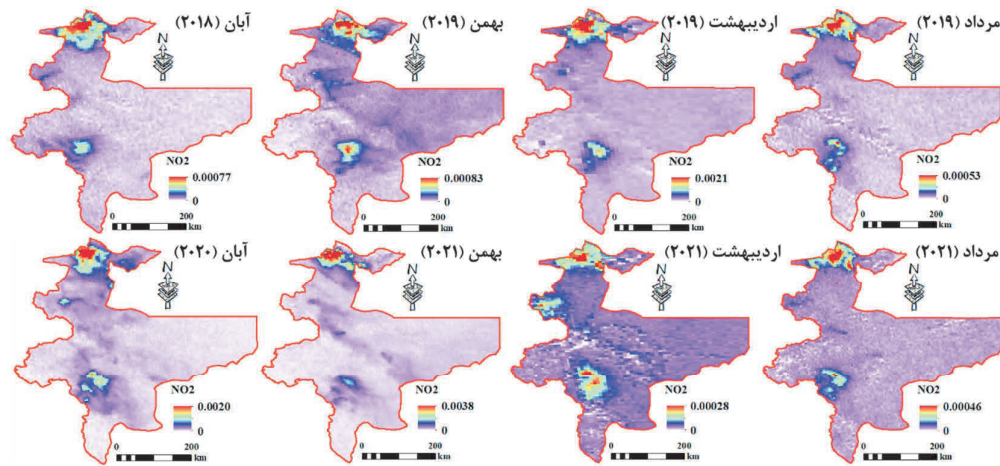 آبان (۲۰۱۸)
N
NO2
0.00077
0
0 200
km
بهمن (۲۰۱۹)
N
NO2
0.00083
0
0 200
km
اردیبهشت (۲۰۱۹)
N
NO2
0.0021
0
0 200
km
مرداد (۲۰۱۹)
N
NO2
0.00053
0
0 200
km
آبان (۲۰۲۰)
N
NO2
0.0020
0
0 200
km
بهمن (۲۰۲۱)
N
NO2
0.0038
0
0 200
km
اردیبهشت (۲۰۲۱)
N
NO2
0.00028
0
0 200
km
مرداد (۲۰۲۱)
N
NO2
0.00046
0
0 200
km